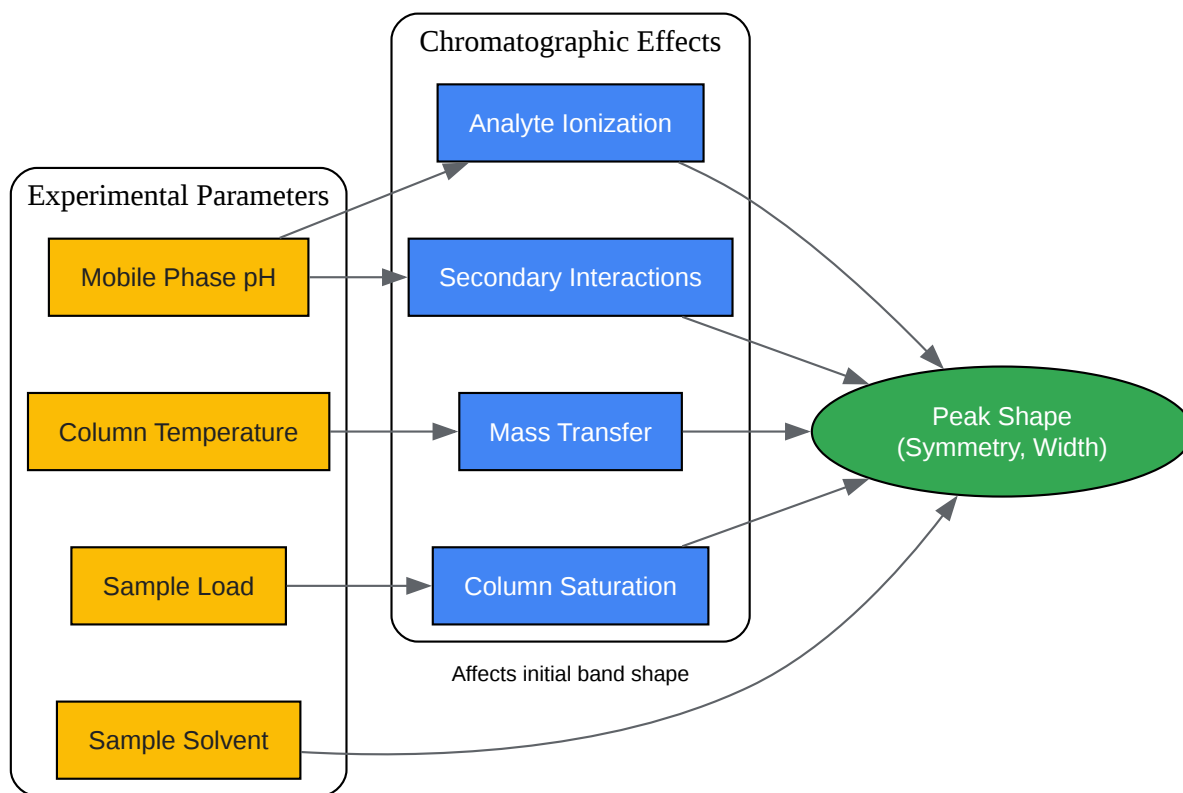 Chromatographic Effects
Analyte Ionization
Experimental Parameters
Mobile Phase pH
Secondary Interactions
Column Temperature
Mass Transfer
Peak Shape
(Symmetry, Width)
Sample Load
Column Saturation
Affects initial band shape
Sample Solvent